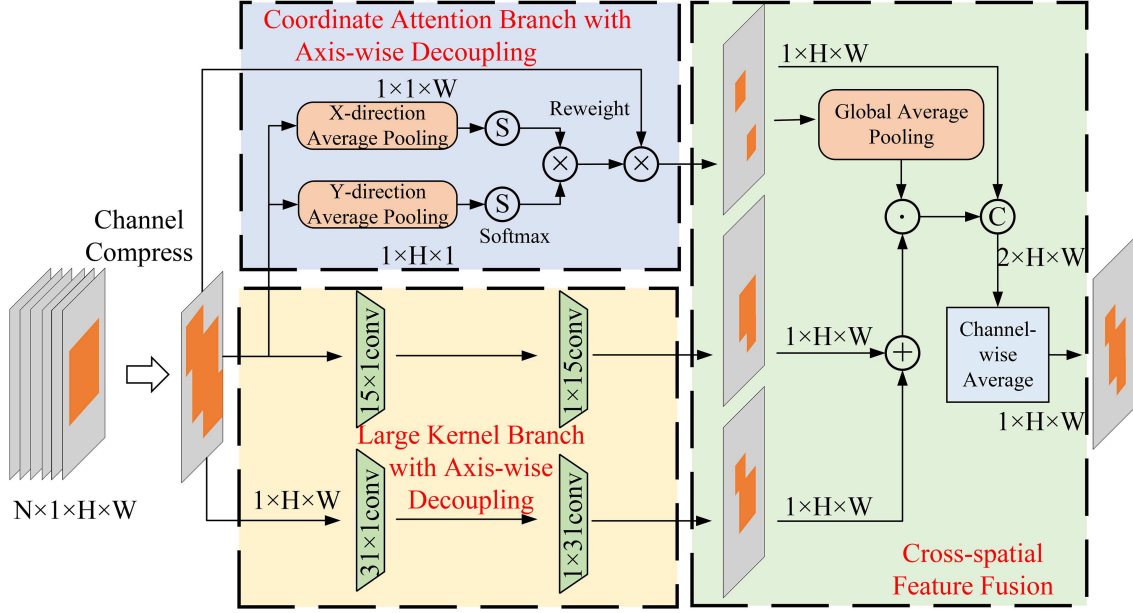 Coordinate Attention Branch with
Axis-wise Decoupling
1×1×W
X-direction
Average Pooling
S
Reweight
×
×
Y-direction
Average Pooling
S
Softmax
1×H×1
Channel
Compress
N×1×H×W
15×1conv
1×15conv
Large Kernel Branch
with Axis-wise
Decoupling
1×H×W
31×1conv
1×31conv
1×H×W
Global Average
Pooling
·
C
2×H×W
1×H×W
+
Channel-
wise
Average
1×H×W
1×H×W
Cross-spatial
Feature Fusion